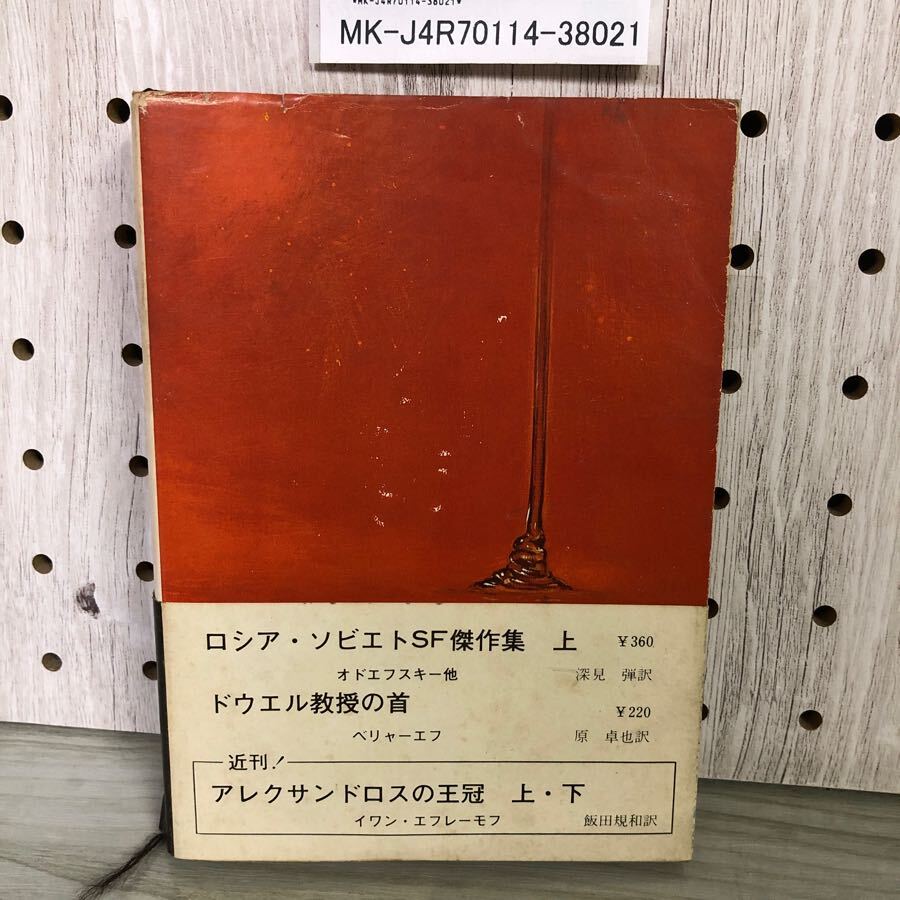 *MK-J4R70114-38021*
MK-J4R70114-38021
ロシア・ソビエトSF傑作集 上 ¥360
オドエフスキー他 深見 弾訳
ドウエル教授の首 ¥220
ベリャーエフ 原 卓也訳
近刊!
アレクサンドロスの王冠 上・下
イワン・エフレーモフ 飯田規和訳